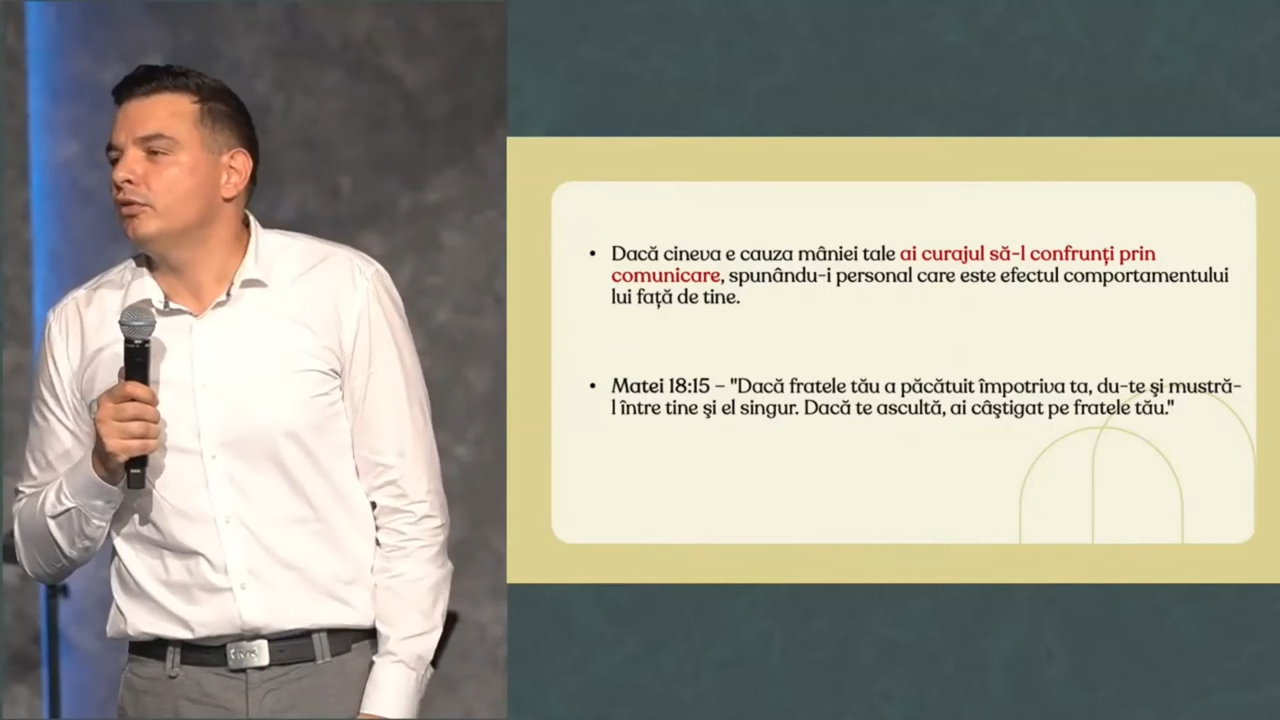 • Dacă cineva e cauza mâniei tale ai curajul să-l confrunți prin
comunicare, spunându-i personal care este efectul comportamentului
lui față de tine.
• Matei 18:15 – "Dacă fratele tău a păcătuit împotriva ta, du-te şi mustră-
l între tine şi el singur. Dacă te ascultă, ai câştigat pe fratele tău."